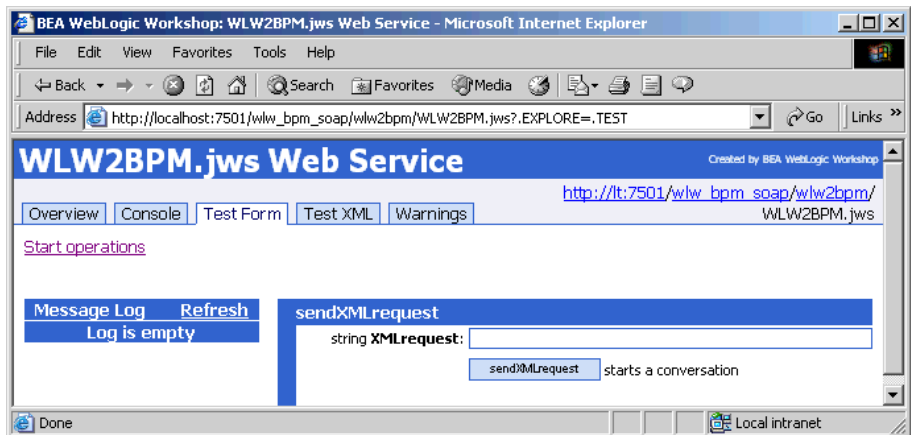 BEA WebLogic Workshop: WLW2BPM.jws Web Service - Microsoft Internet Explorer
File Edit View Favorites Tools Help
Back Search Favorites Media
Address http://localhost:7501/wlw_bpm_soap/wlw2bpm/WLW2BPM.jws?.EXPLORE=.TEST Go Links »
WLW2BPM.jws Web Service Created by BEA WebLogic Workshop
http://lt:7501/wlw_bpm_soap/wlw2bpm/
WLW2BPM.jws
Overview Console Test Form Test XML Warnings
Start operations
Message Log Refresh
Log is empty
sendXMLrequest
string XMLrequest:
sendXMLrequest starts a conversation
Done Local intranet